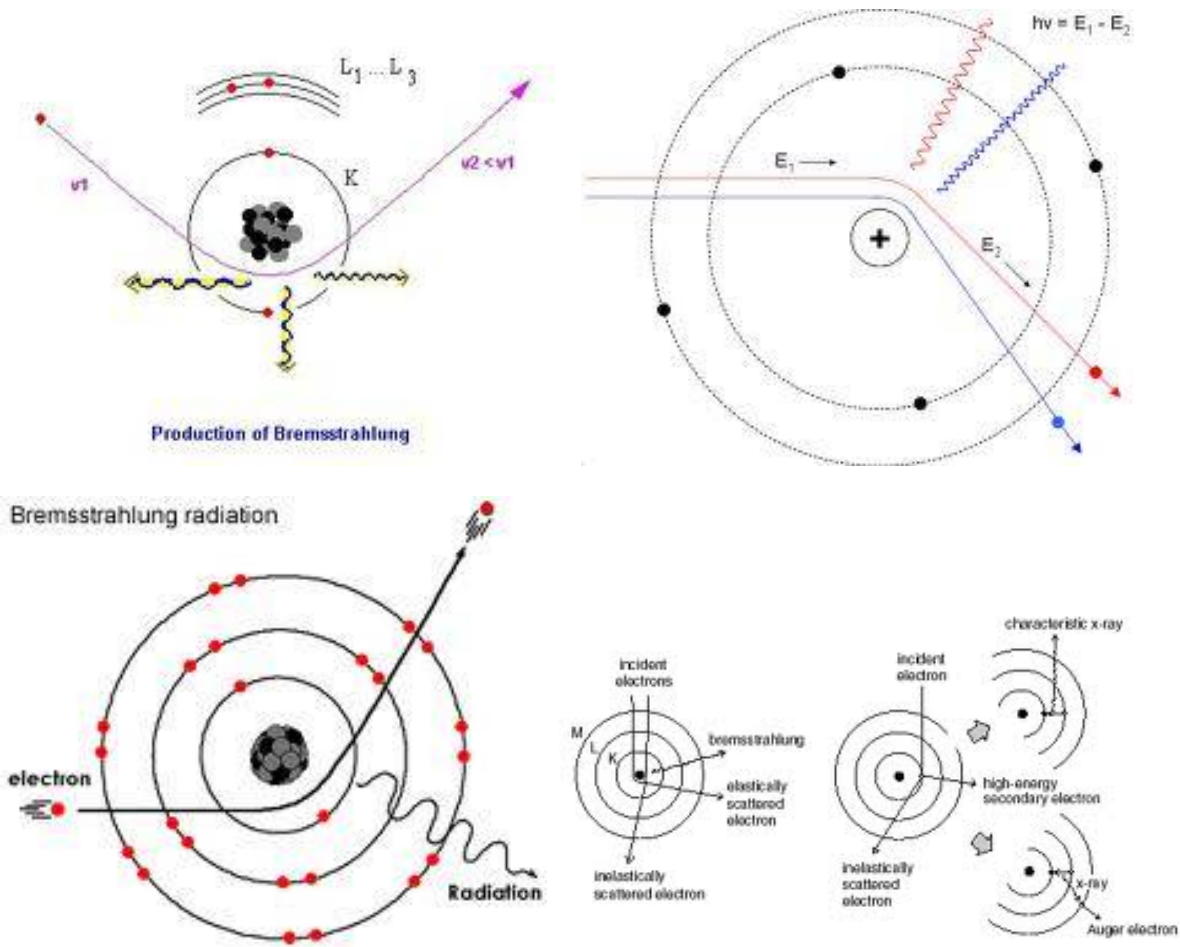 L₁ ... L₃
v1
v2 < v1
K
Production of Bremsstrahlung
hν = E₁ - E₂
E₁
+
E₂
Bremsstrahlung radiation
electron
Radiation
incident
electrons
M
L
K
bremsstrahlung
elastically
scattered
electron
inelastically
scattered electron
incident
electron
characteristic x-ray
high-energy
secondary electron
inelastically
scattered
electron
x-ray
Auger electron